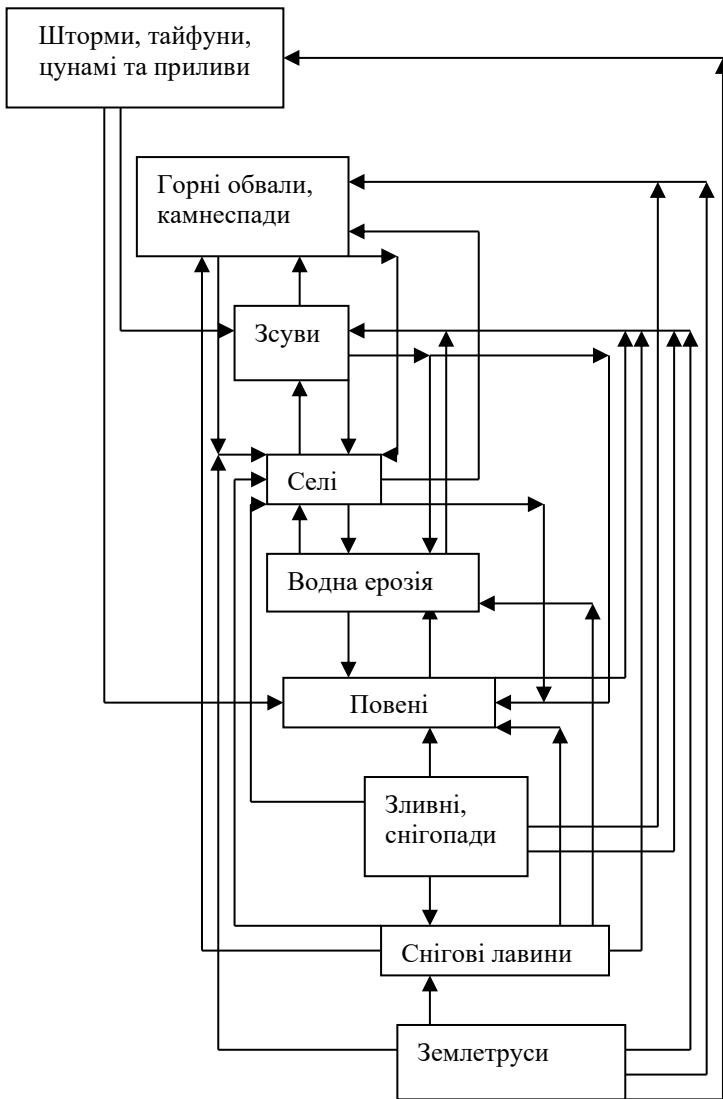 Шторми, тайфуни,
цунамі та приливи
Горні обвали,
камнеспади
Зсуви
Селі
Водна ерозія
Повені
Зливні,
снігопади
Снігові лавини
Землетруси